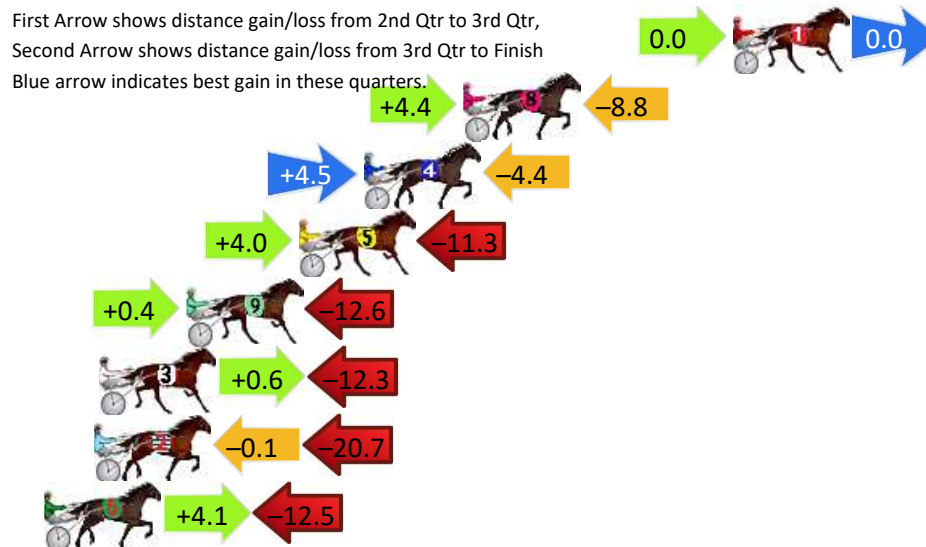 First Arrow shows distance gain/loss from 2nd Qtr to 3rd Qtr,
Second Arrow shows distance gain/loss from 3rd Qtr to Finish
Blue arrow indicates best gain in these quarters.
0.0 1 0.0
+4.4 8 –8.8
+4.5 4 –4.4
+4.0 5 –11.3
+0.4 9 –12.6
3 +0.6 –12.3
–0.1 –20.7
6 +4.1 –12.5